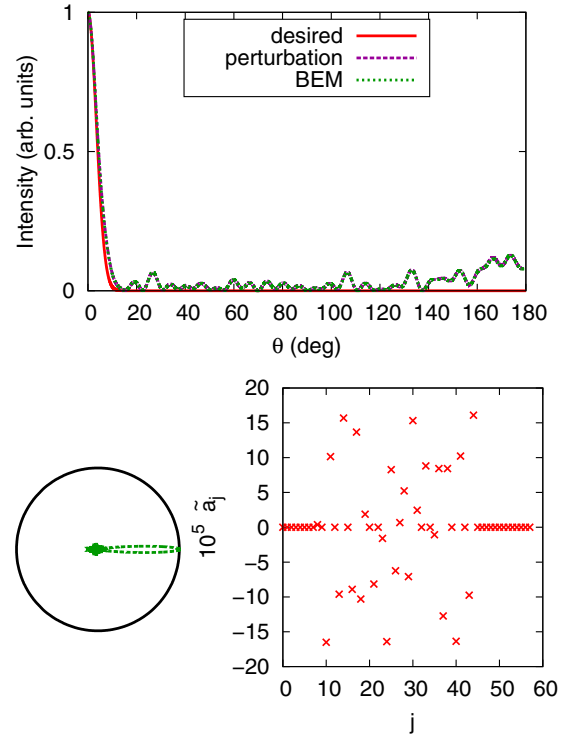 desired
perturbation
BEM
Intensity (arb. units)
1
0.5
0
0 20 40 60 80 100 120 140 160 180
θ (deg)
10⁵ ãⱼ
20
15
10
5
0
−5
−10
−15
−20
0 10 20 30 40 50 60
j